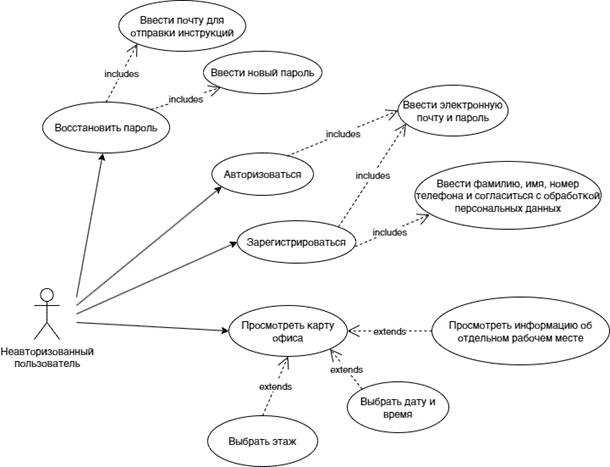 Ввести почту для
отправки инструкций
includes
Ввести новый пароль
includes
Восстановить пароль
Ввести электронную
почту и пароль
includes
Авторизоваться
includes
Ввести фамилию, имя, номер
телефона и согласиться с обработкой
персональных данных
includes
Зарегистрироваться
Неавторизованный
пользователь
Просмотреть карту
офиса
extends
Просмотреть информацию об
отдельном рабочем месте
extends
extends
Выбрать дату и
время
Выбрать этаж